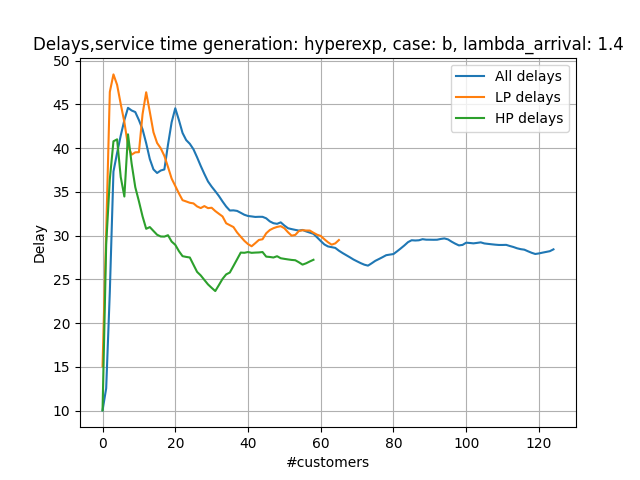 Delays,service time generation: hyperexp, case: b, lambda_arrival: 1.4
50
45
40
35
30
25
20
15
10
Delay
All delays
LP delays
HP delays
0 20 40 60 80 100 120
#customers